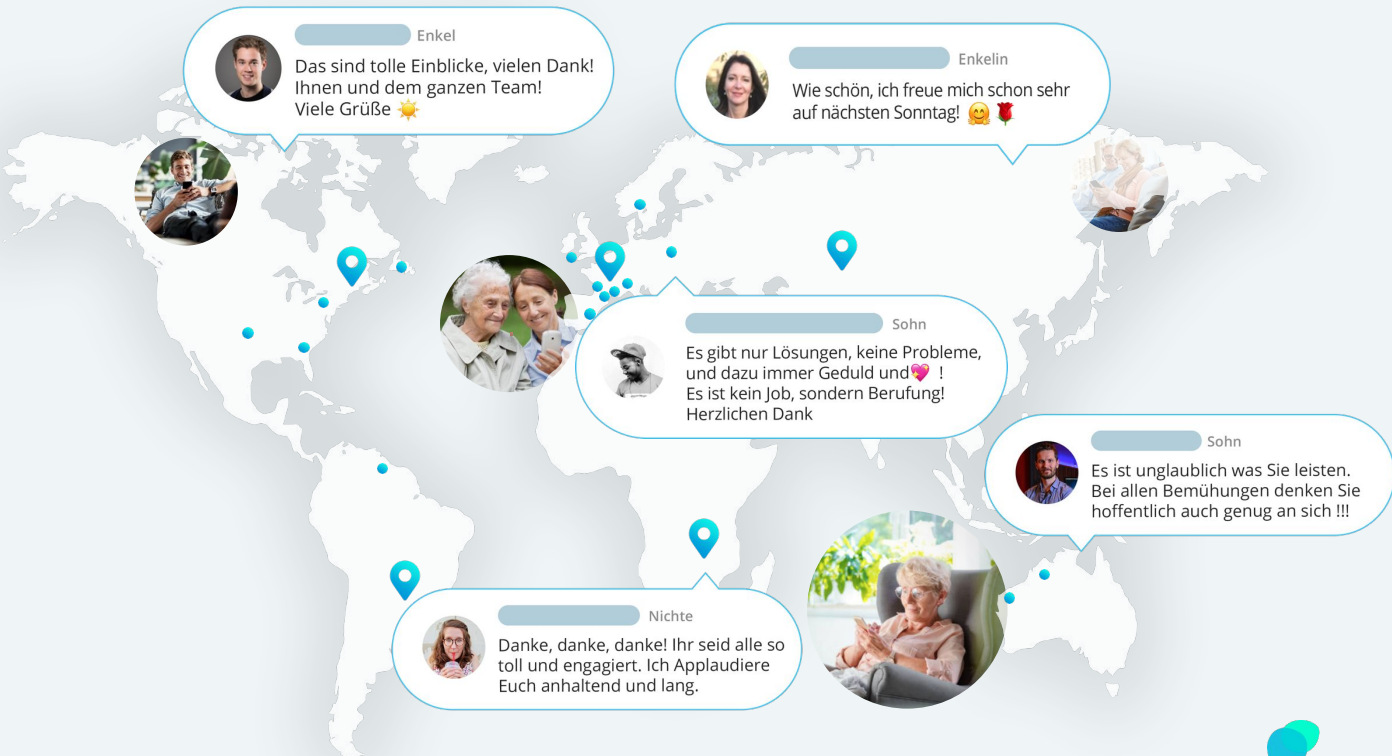 Enkel
Das sind tolle Einblicke, vielen Dank!
Ihnen und dem ganzen Team!
Viele Grüße ☀️
Enkelin
Wie schön, ich freue mich schon sehr
auf nächsten Sonntag! 🤗🌹
Sohn
Es gibt nur Lösungen, keine Probleme,
und dazu immer Geduld und💖 !
Es ist kein Job, sondern Berufung!
Herzlichen Dank
Sohn
Es ist unglaublich was Sie leisten.
Bei allen Bemühungen denken Sie
hoffentlich auch genug an sich !!!
Nichte
Danke, danke, danke! Ihr seid alle so
toll und engagiert. Ich Applaudiere
Euch anhaltend und lang.